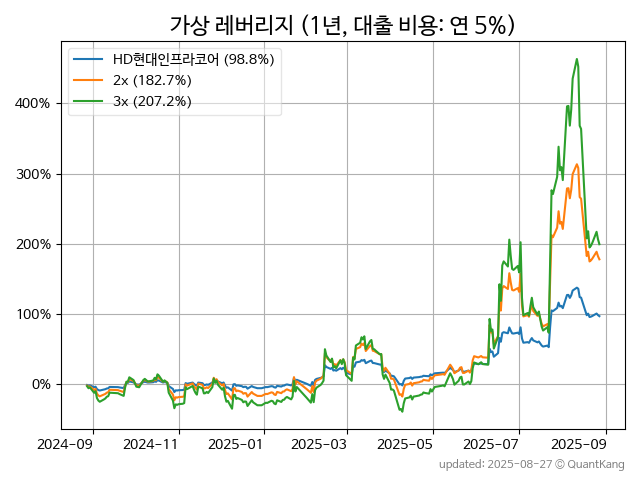 가상 레버리지 (1년, 대출 비용: 연 5%)
HD현대인프라코어 (98.8%)
2x (182.7%)
3x (207.2%)
400%
300%
200%
100%
0%
2024-09 2024-11 2025-01 2025-03 2025-05 2025-07 2025-09
updated: 2025-08-27 © QuantKang